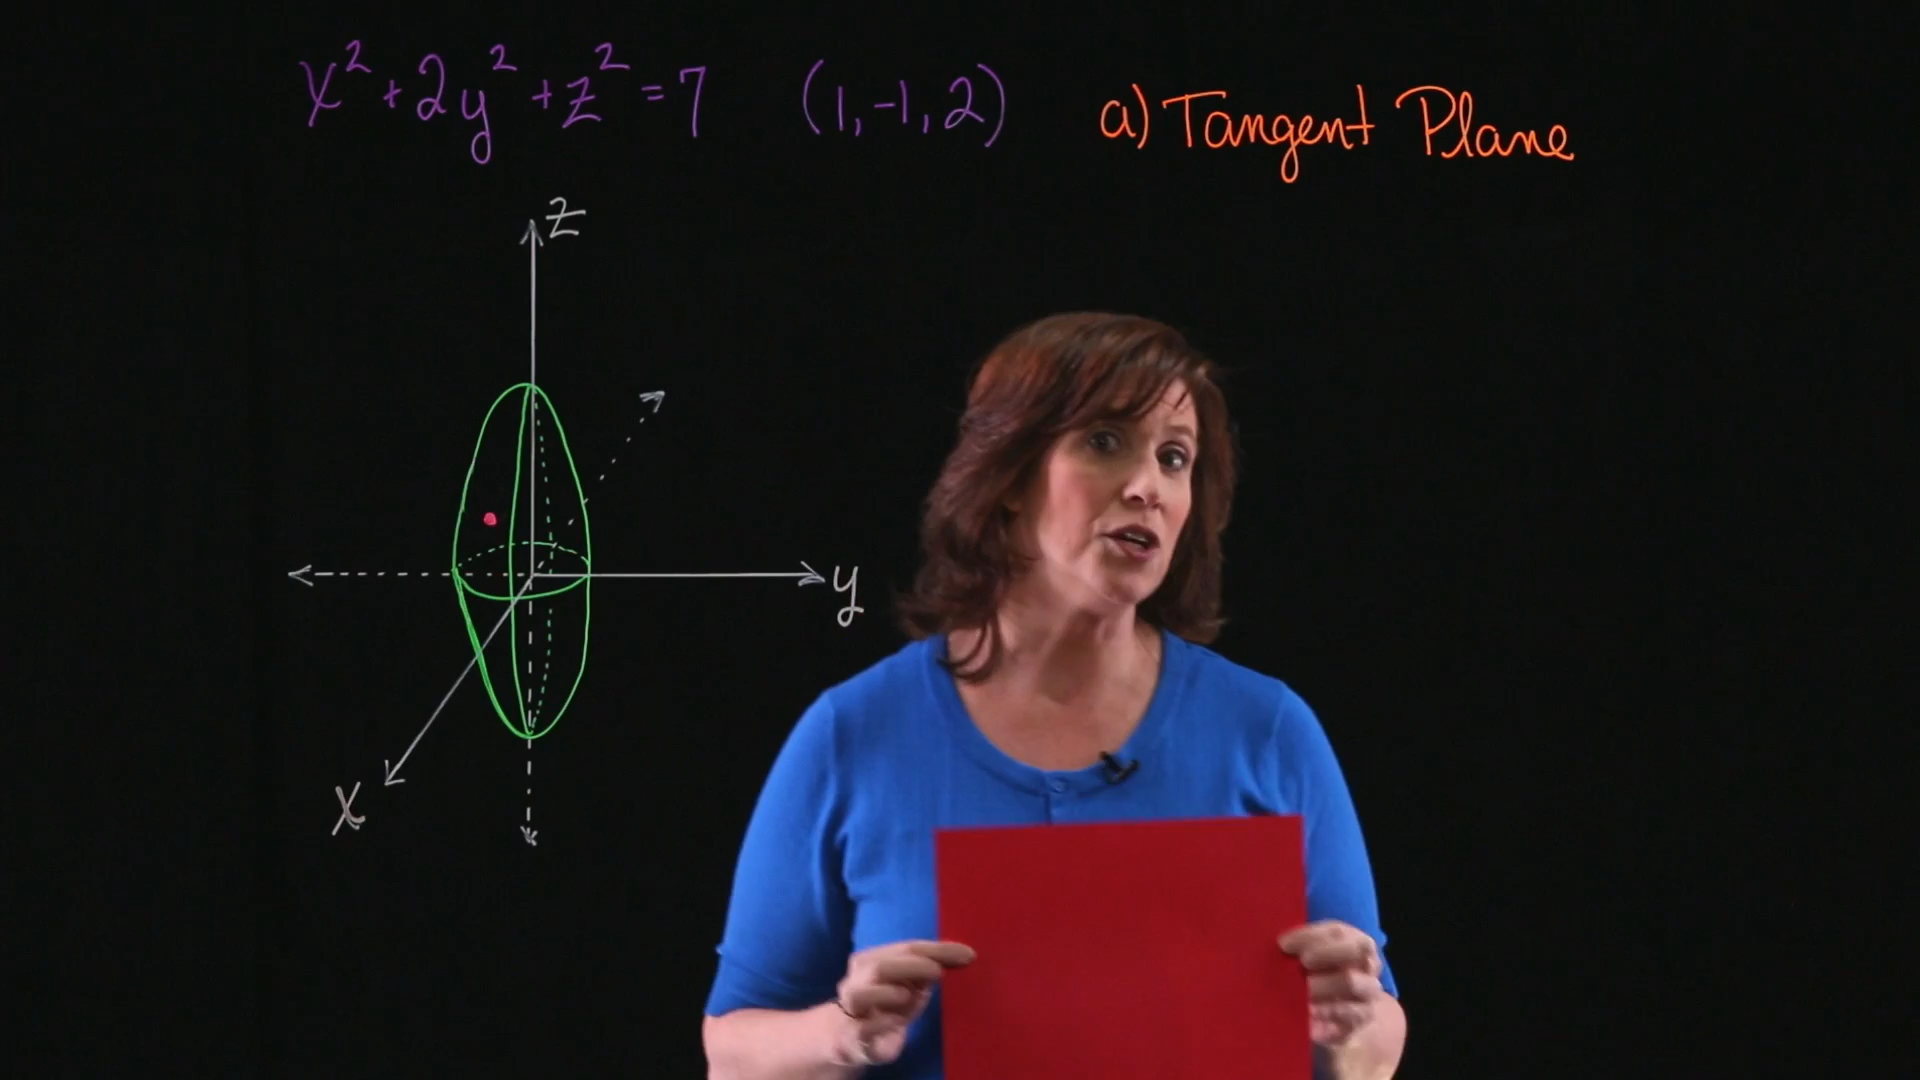 x² + 2y² + z² = 7 (1, -1, 2) a) Tangent Plane
z
y
x